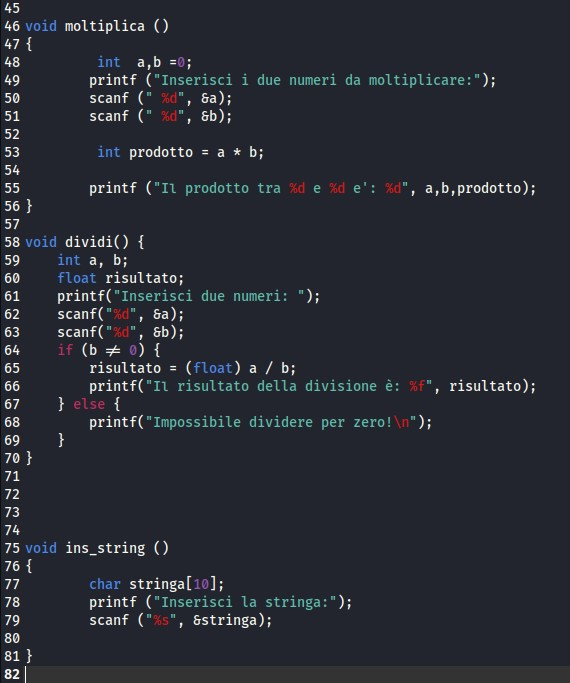 45
46 void moltiplica ()
47 {
48         int  a,b =0;
49        printf ("Inserisci i due numeri da moltiplicare:");
50        scanf (" %d", &a);
51        scanf (" %d", &b);
52
53         int prodotto = a * b;
54
55        printf ("Il prodotto tra %d e %d e': %d", a,b,prodotto);
56 }
57
58 void dividi() {
59    int a, b;
60    float risultato;
61    printf("Inserisci due numeri: ");
62    scanf("%d", &a);
63    scanf("%d", &b);
64    if (b ≠ 0) {
65        risultato = (float) a / b;
66        printf("Il risultato della divisione è: %f", risultato);
67    } else {
68        printf("Impossibile dividere per zero!\n");
69    }
70 }
71
72
73
74
75 void ins_string ()
76 {
77        char stringa[10];
78        printf ("Inserisci la stringa:");
79        scanf ("%s", &stringa);
80
81 }
82